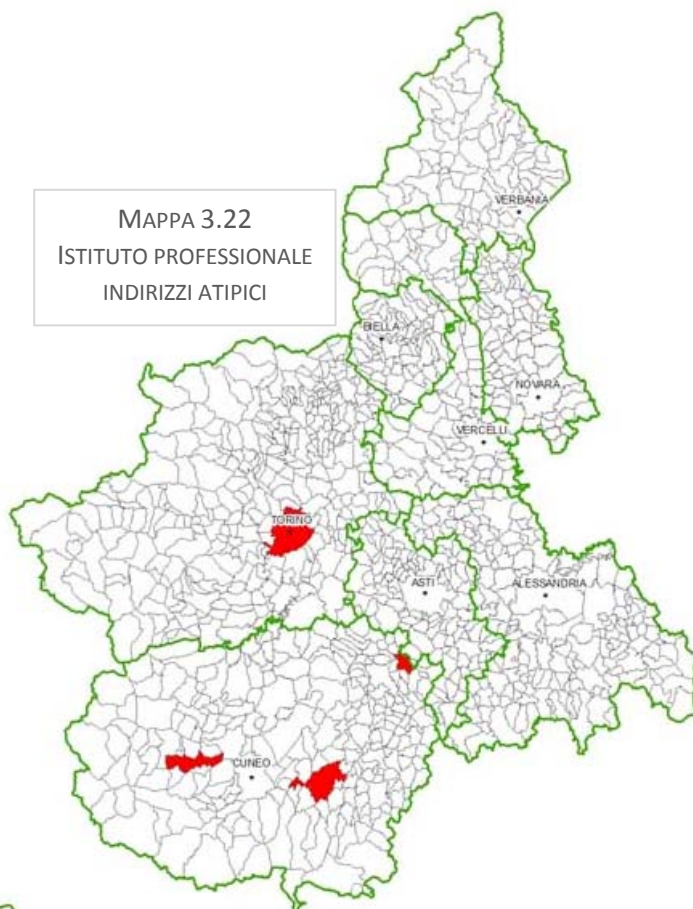 MAPPA 3.22
ISTITUTO PROFESSIONALE
INDIRIZZI ATIPICI
VERBANIA
BIELLA
NOVARA
VERCELLI
TORINO
ASTI
ALESSANDRIA
CUNEO